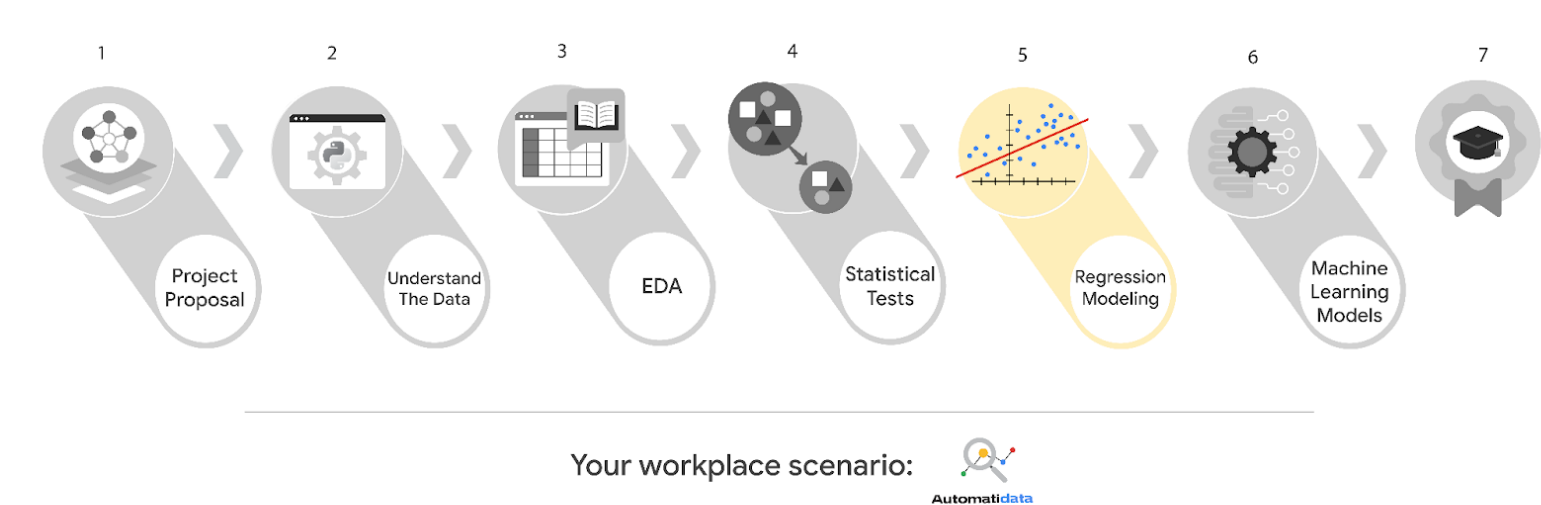 1
2
3
4
5
6
7
Project
Proposal
Understand
The Data
EDA
Statistical
Tests
Regression
Modeling
Machine
Learning
Models
Your workplace scenario:
Automatidata